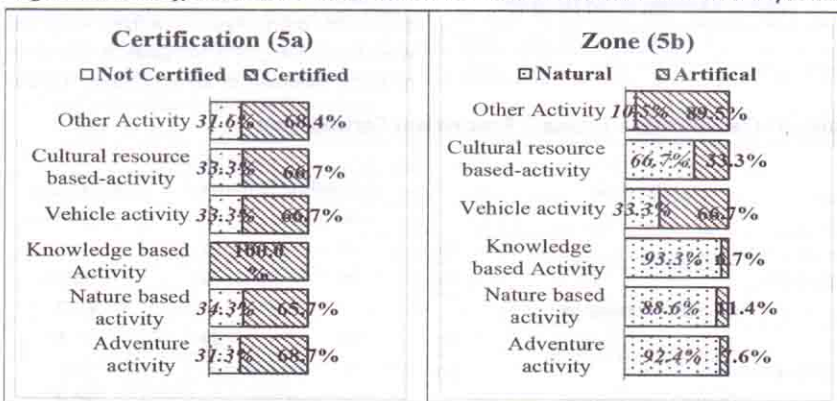 Certification (5a)
Not Certified Certified
Other Activity 31.6% 68.4%
Cultural resource
based-activity 33.3% 66.7%
Vehicle activity 33.3% 66.7%
Knowledge based
Activity 100.0
%
Nature based
activity 34.3% 65.7%
Adventure
activity 31.3% 68.7%
Zone (5b)
Natural Artifical
Other Activity 10.5% 89.5%
Cultural resource
based-activity 66.7% 33.3%
Vehicle activity 33.3% 66.7%
Knowledge
based Activity 93.3% 6.7%
Nature based
activity 88.6% 11.4%
Adventure
activity 92.4% 7.6%